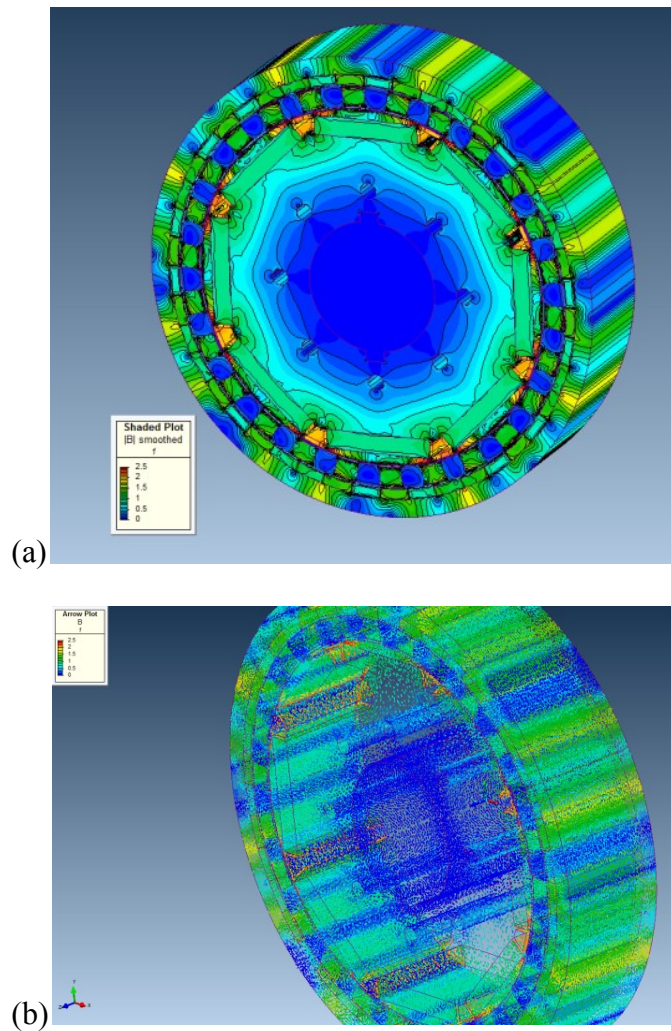 Shaded Plot
|B| smoothed
f
2.5
2
1.5
1
0.5
0
(a)
Arrow Plot
B
f
2.5
2
1.5
1
0.5
0
Y
Z X
(b)